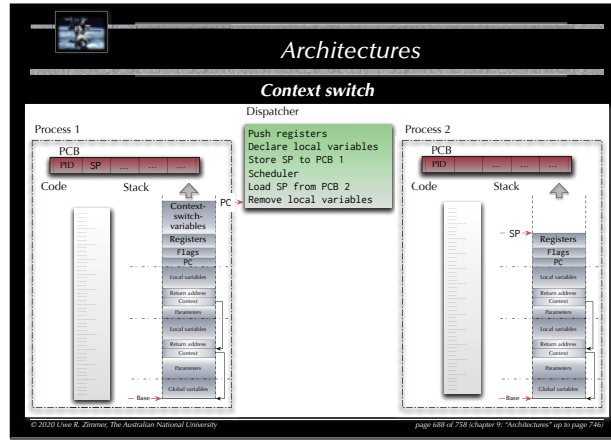 Architectures
Context switch
Dispatcher
Push registers
Declare local variables
Store SP to PCB 1
Scheduler
Load SP from PCB 2
Remove local variables
Process 1
PCB
PID SP ... ... ...
Code Stack
PC
Context-
switch-
variables
Registers
Flags
PC
Local variables
Return address
Context
Parameters
Local variables
Return address
Context
Parameters
Global variables
Base
Process 2
PCB
PID ... ... ...
Code Stack
SP
Registers
Flags
PC
Local variables
Return address
Context
Parameters
Local variables
Return address
Context
Parameters
Global variables
Base
© 2020 Uwe R. Zimmer, The Australian National University
page 688 of 758 (chapter 9: "Architectures" up to page 746)